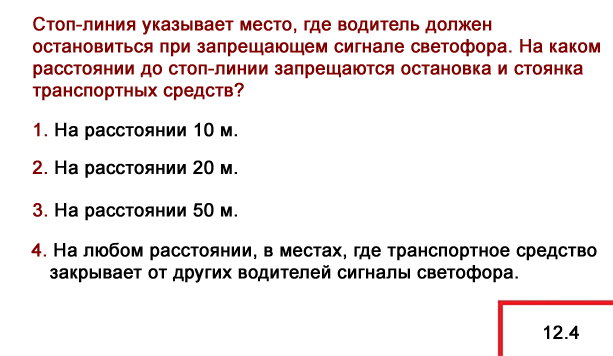 Стоп-линия указывает место, где водитель должен
остановиться при запрещающем сигнале светофора. На каком
расстоянии до стоп-линии запрещаются остановка и стоянка
транспортных средств?
1. На расстоянии 10 м.
2. На расстоянии 20 м.
3. На расстоянии 50 м.
4. На любом расстоянии, в местах, где транспортное средство
закрывает от других водителей сигналы светофора.
12.4